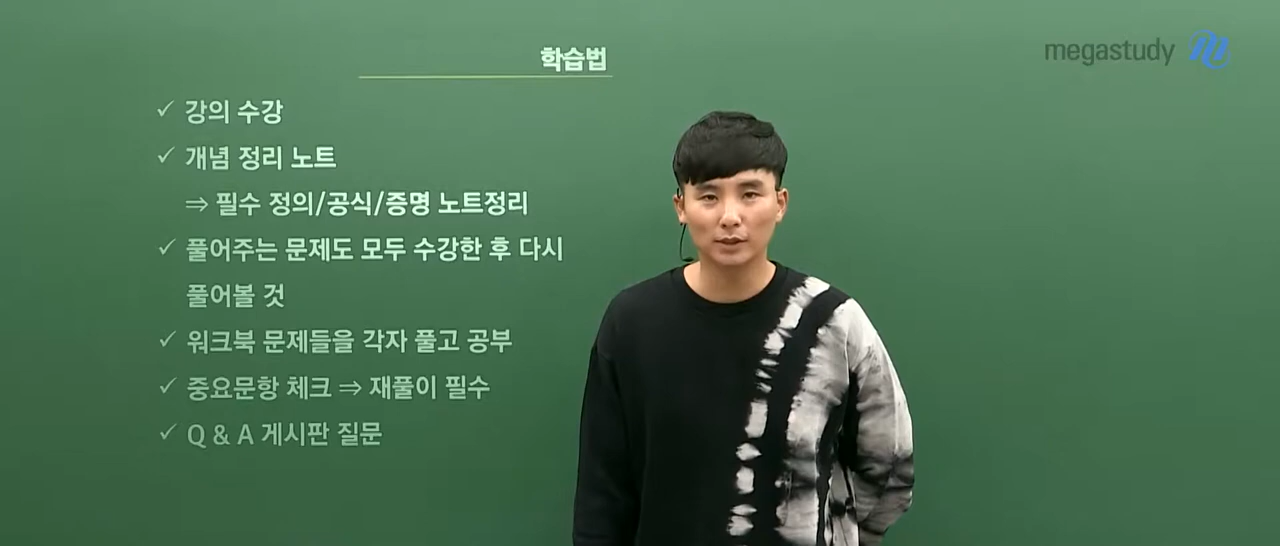 학습법
megastudy
✓ 강의 수강
✓ 개념 정리 노트
⇒ 필수 정의/공식/증명 노트정리
✓ 풀어주는 문제도 모두 수강한 후 다시
풀어볼 것
✓ 워크북 문제들을 각자 풀고 공부
✓ 중요문항 체크 ⇒ 재풀이 필수
✓ Q & A 게시판 질문